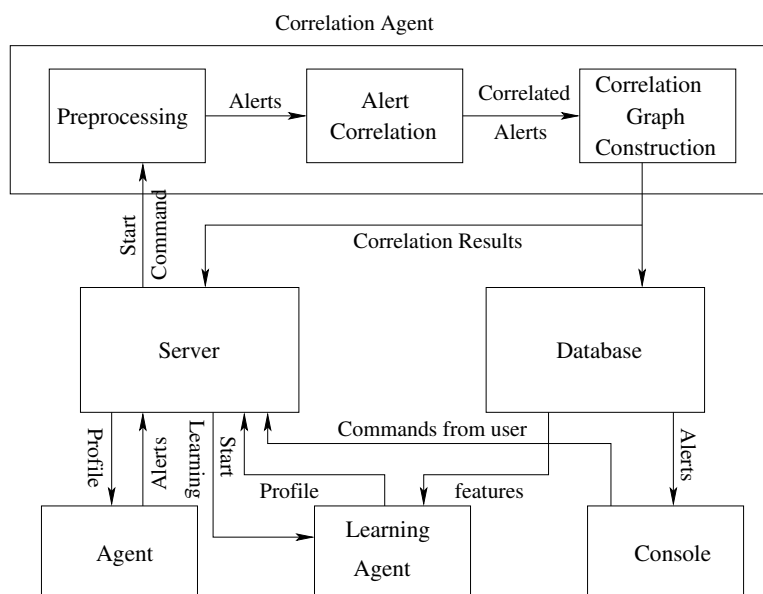 Correlation Agent
Preprocessing
Alerts
Alert
Correlation
Correlated
Alerts
Correlation
Graph
Construction
Start
Command
Correlation Results
Server
Database
Profile
Alerts
Learning
Start
Commands from user
Profile
features
Alerts
Agent
Learning
Agent
Console